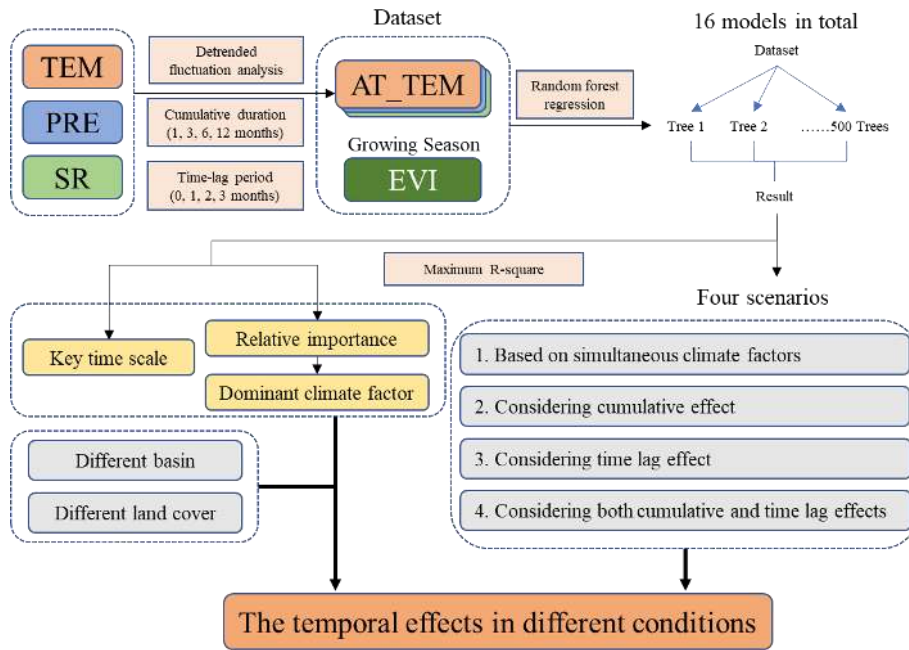 Dataset
16 models in total
TEM
PRE
SR
Detrended
fluctuation analysis
Cumulative duration
(1, 3, 6, 12 months)
Time-lag period
(0, 1, 2, 3 months)
AT_TEM
Growing Season
EVI
Random forest
regression
Dataset
Tree 1 Tree 2 ……500 Trees
Result
Maximum R-square
Four scenarios
Key time scale
Relative importance
Dominant climate factor
1. Based on simultaneous climate factors
2. Considering cumulative effect
3. Considering time lag effect
4. Considering both cumulative and time lag effects
Different basin
Different land cover
The temporal effects in different conditions